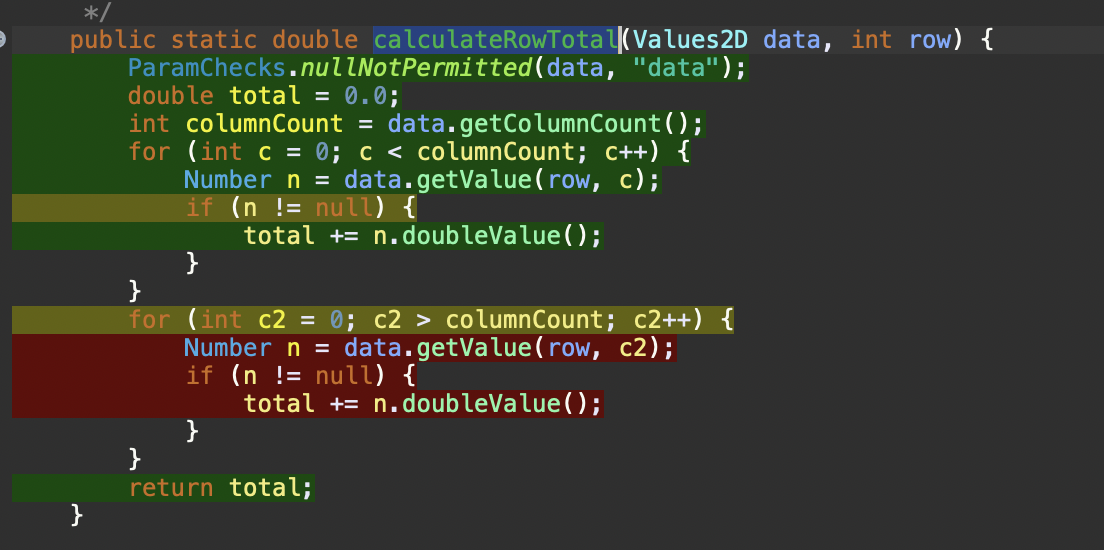 */
public static double calculateRowTotal(Values2D data, int row) {
ParamChecks.nullNotPermitted(data, "data");
double total = 0.0;
int columnCount = data.getColumnCount();
for (int c = 0; c < columnCount; c++) {
Number n = data.getValue(row, c);
if (n != null) {
total += n.doubleValue();
}
}
for (int c2 = 0; c2 > columnCount; c2++) {
Number n = data.getValue(row, c2);
if (n != null) {
total += n.doubleValue();
}
}
return total;
}